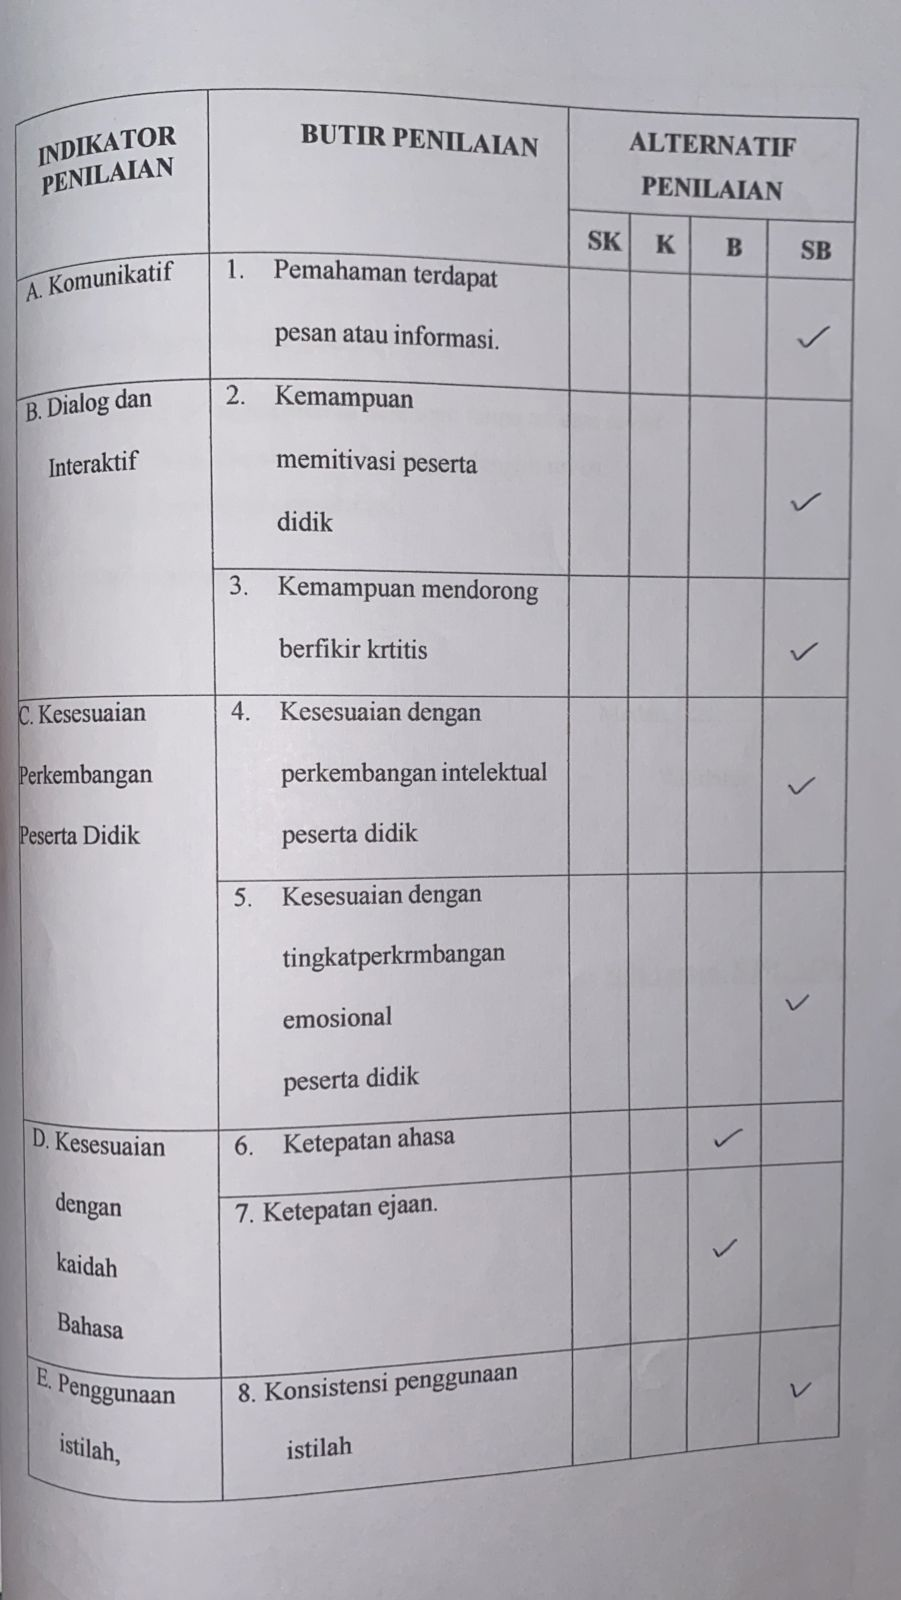 INDIKATOR
PENILAIAN
BUTIR PENILAIAN
ALTERNATIF
PENILAIAN
SK K B SB
A. Komunikatif
1. Pemahaman terdapat
pesan atau informasi.
✓
B. Dialog dan
Interaktif
2. Kemampuan
memitivasi peserta
didik
✓
3. Kemampuan mendorong
berfikir krtitis
✓
C. Kesesuaian
Perkembangan
Peserta Didik
4. Kesesuaian dengan
perkembangan intelektual
peserta didik
✓
5. Kesesuaian dengan
tingkatperkrmbangan
emosional
peserta didik
✓
D. Kesesuaian
dengan
kaidah
Bahasa
6. Ketepatan ahasa
✓
7. Ketepatan ejaan.
✓
E. Penggunaan
istilah,
8. Konsistensi penggunaan
istilah
✓